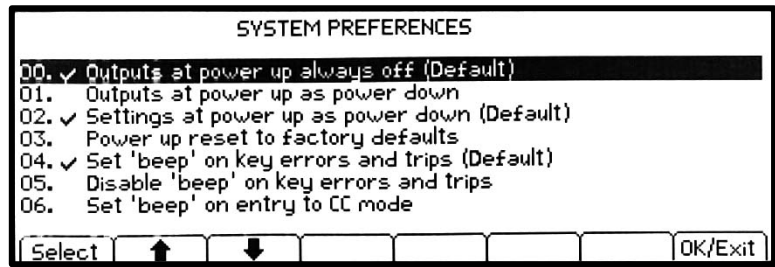 SYSTEM PREFERENCES
00. ✓ Outputs at power up always off (Default)
01. Outputs at power up as power down
02. ✓ Settings at power up as power down (Default)
03. Power up reset to factory defaults
04. ✓ Set 'beep' on key errors and trips (Default)
05. Disable 'beep' on key errors and trips
06. Set 'beep' on entry to CC mode
Select ↑ ↓ OK/Exit